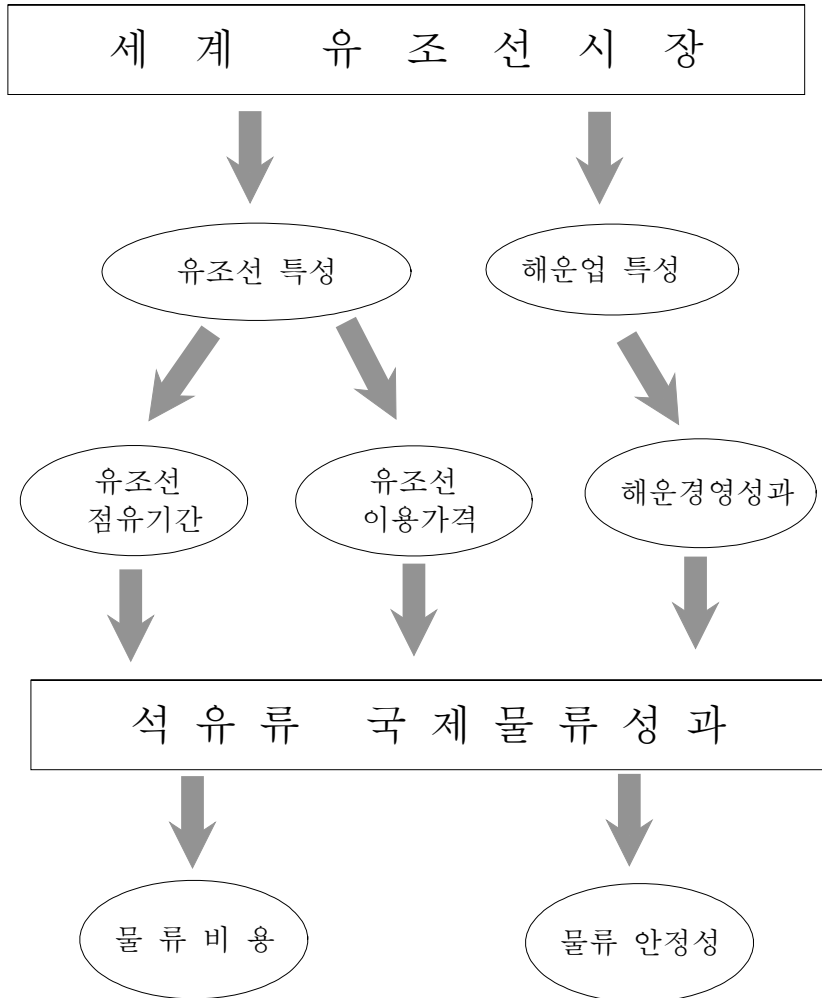 세 계 유 조 선 시 장
유조선 특성
해운업 특성
유조선
점유기간
유조선
이용가격
해운경영성과
석 유 류 국 제 물 류 성 과
물 류 비 용
물류 안정성